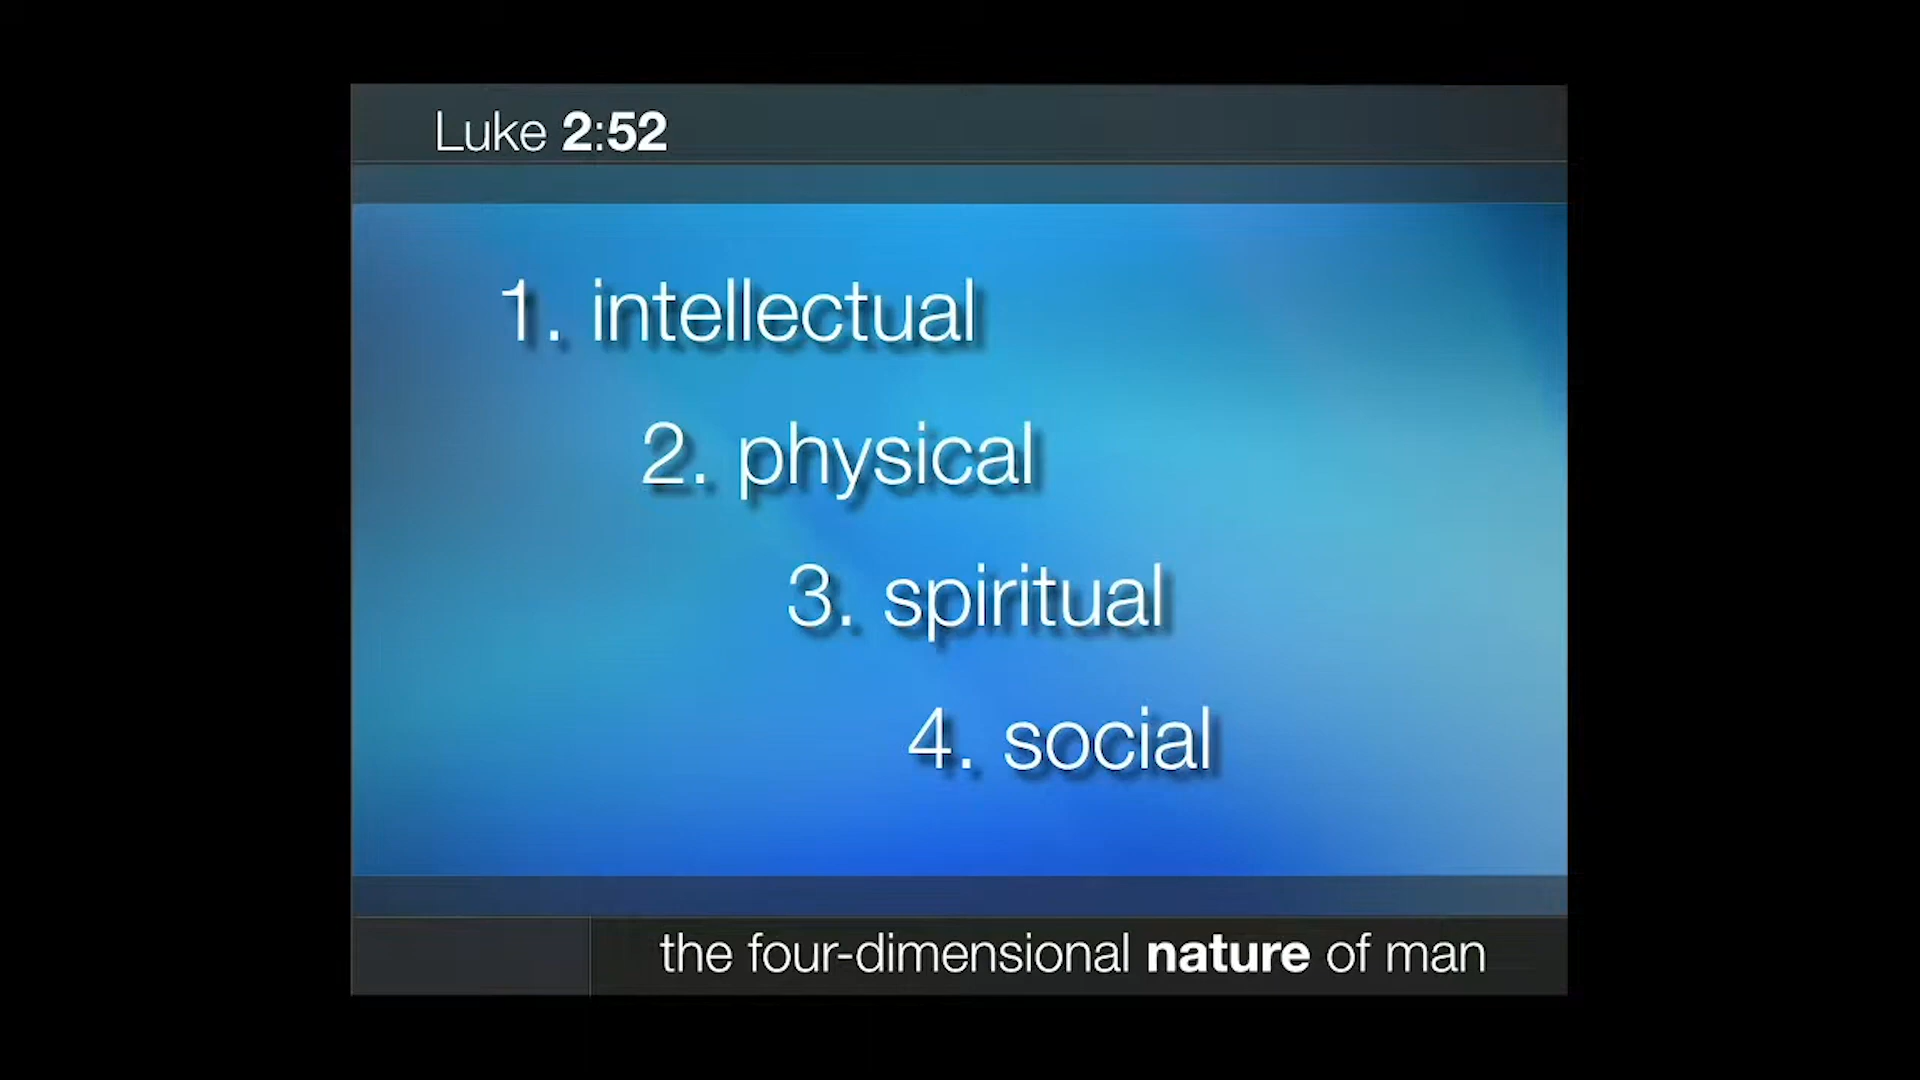 Luke 2:52
1. intellectual
2. physical
3. spiritual
4. social
the four-dimensional nature of man